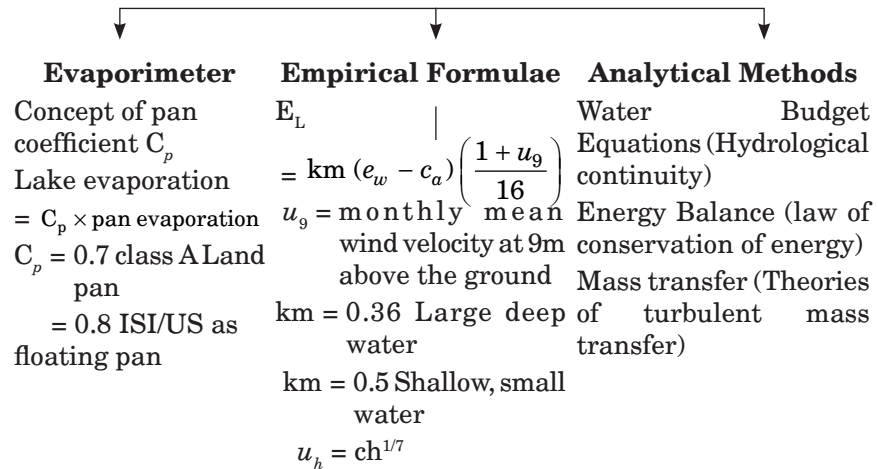 Evaporimeter
Concept of pan
coefficient C_p
Lake evaporation
= C_p × pan evaporation
C_p = 0.7 class A Land
pan
= 0.8 ISI/US as
floating pan
Empirical Formulae
E_L
= km (e_w − c_a) ((1 + u_9)/16)
u_9 = monthly mean
wind velocity at 9m
above the ground
km = 0.36 Large deep
water
km = 0.5 Shallow, small
water
u_h = ch^{1/7}
Analytical Methods
Water Budget
Equations (Hydrological
continuity)
Energy Balance (law of
conservation of energy)
Mass transfer (Theories
of turbulent mass
transfer)